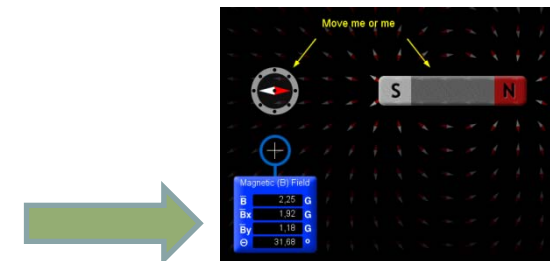 Move me or me
S N
Magnetic (B) Field
B 2,25 G
Bx 1,92 G
By 1,18 G
Θ 31,68 °